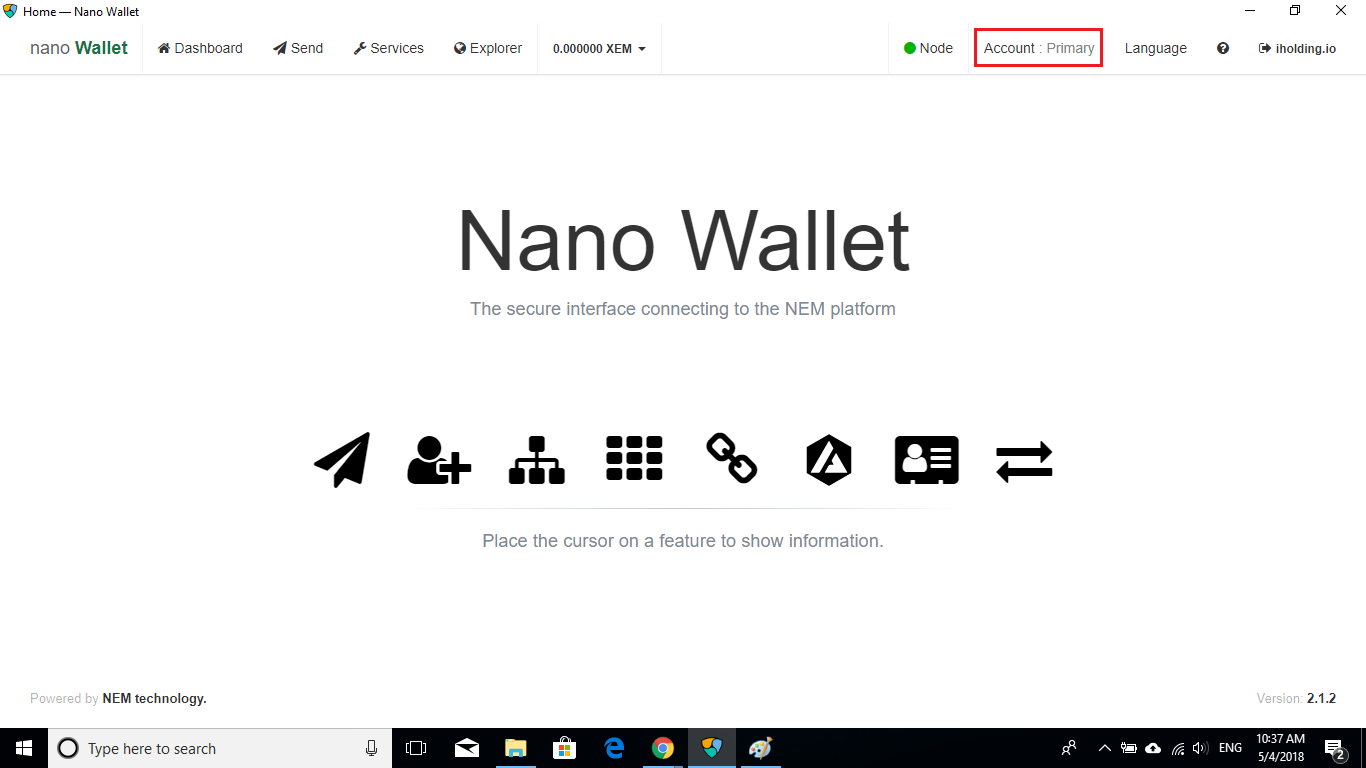 Home — Nano Wallet
nano Wallet Dashboard Send Services Explorer 0.000000 XEM Node Account : Primary Language iholding.io
Nano Wallet
The secure interface connecting to the NEM platform
Place the cursor on a feature to show information.
Powered by NEM technology. Version: 2.1.2
Type here to search ENG 10:37 AM
5/4/2018 2